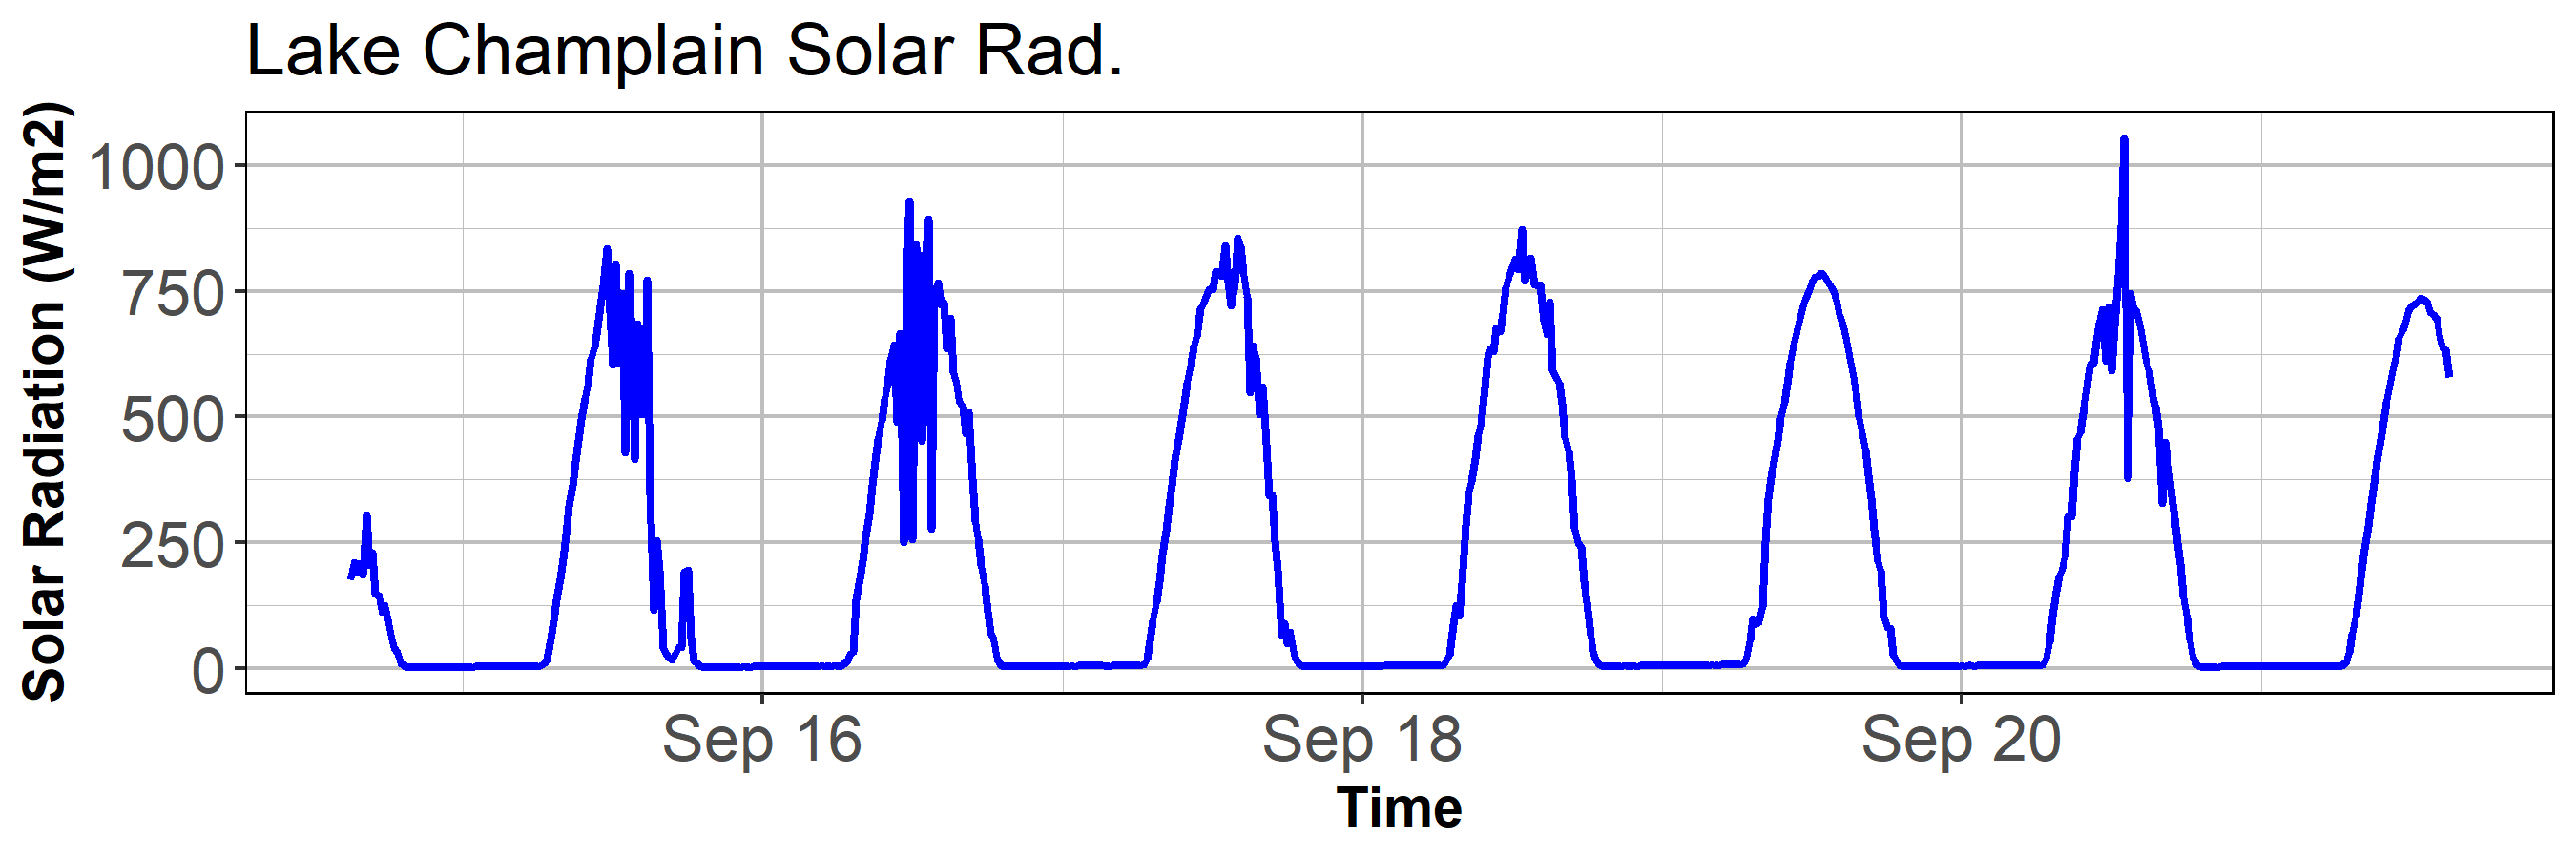 Lake Champlain Solar Rad.
Solar Radiation (W/m2)
1000
750
500
250
0
Sep 16
Sep 18
Sep 20
Time